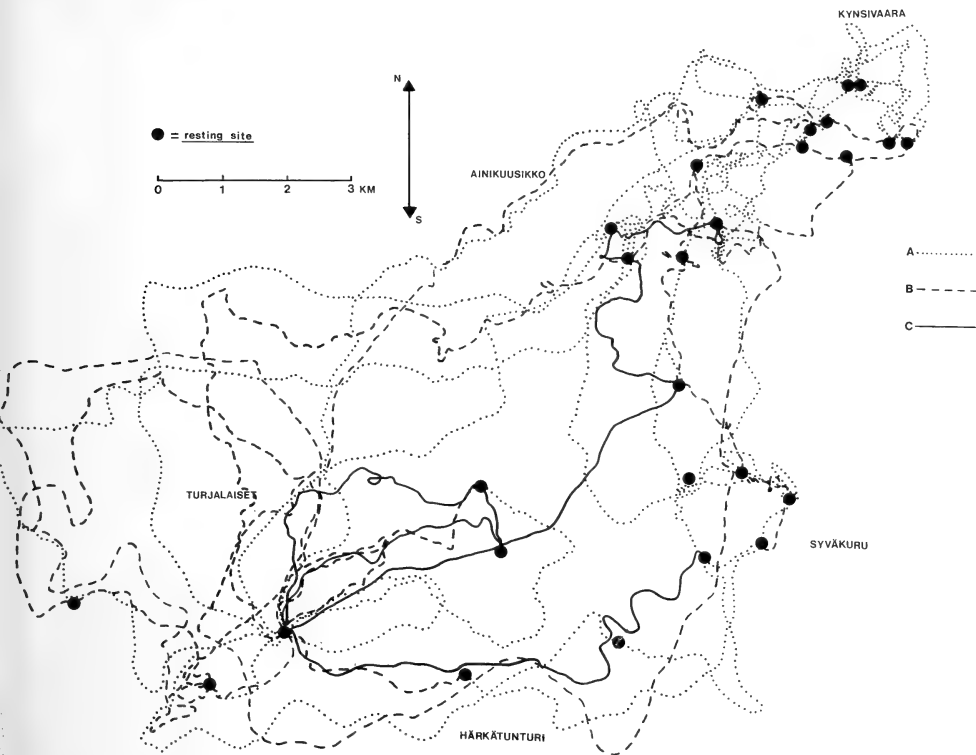 KYNSIVAARA
N
● = resting site
AINIKUUSIKKO
0 1 2 3 KM
S
A
B
C
TURJALAISET
SYVÄKURU
HÄRKÄTUNTURI